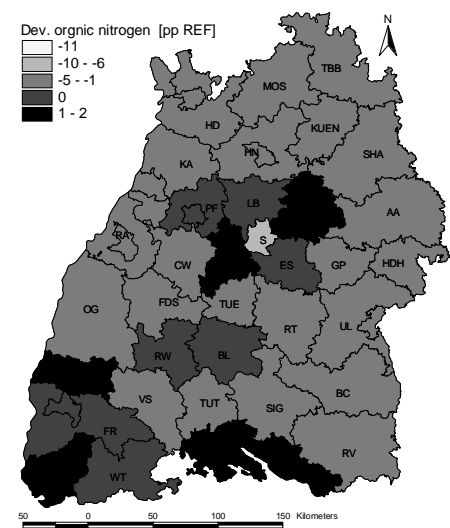 Dev. orgnic nitrogen [pp REF]
-11
-10 - -6
-5 - -1
0
1 - 2
N
TBB
MOS
HD
KUEN
HN
SHA
KA
LB
PF
AA
S
RA
CW
ES
GP
HDH
FDS
TUE
OG
RT
UL
RW
BL
BC
VS
TUT
SIG
FR
RV
WT
50 0 50 100 150 Kilometers